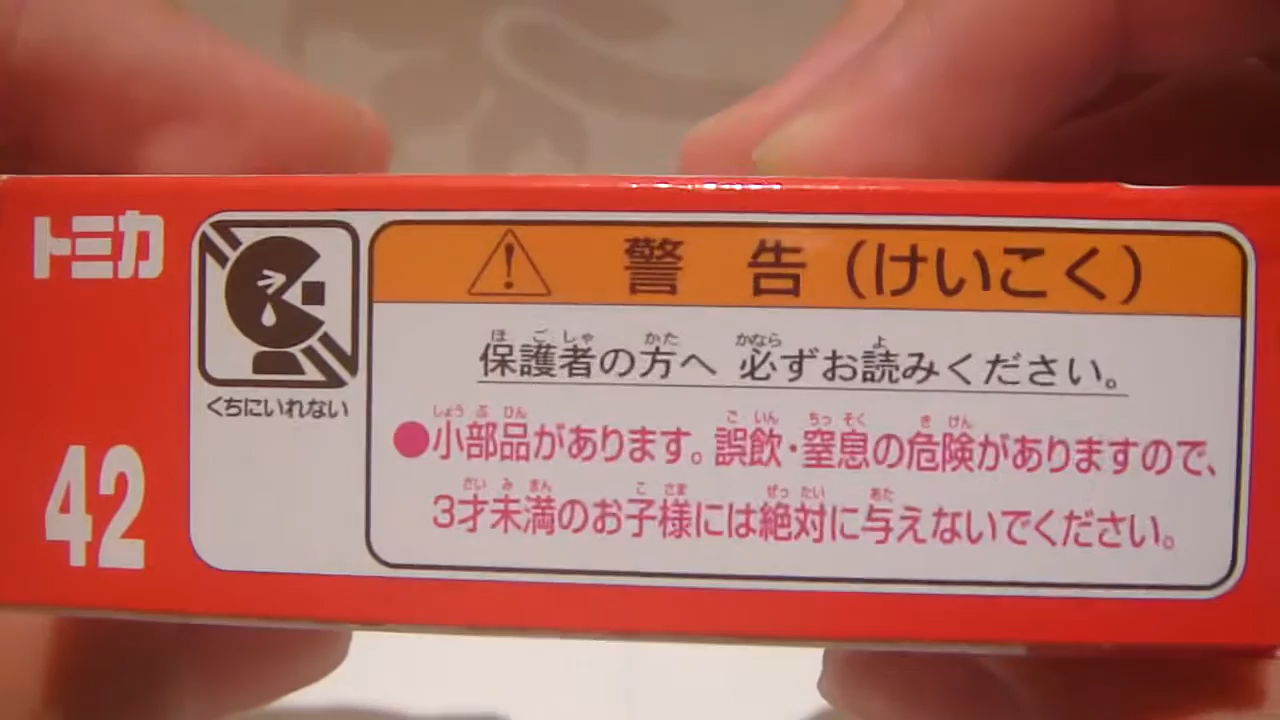 トミカ
42
くちにいれない
警 告 (けいこく)
ほごしゃ かた かなら よ
保護者の方へ 必ずお読みください。
しょうぶひん ごいん ちっそく きけん
●小部品があります。誤飲・窒息の危険がありますので、
さいみまん こさま ぜったい あた
3才未満のお子様には絶対に与えないでください。